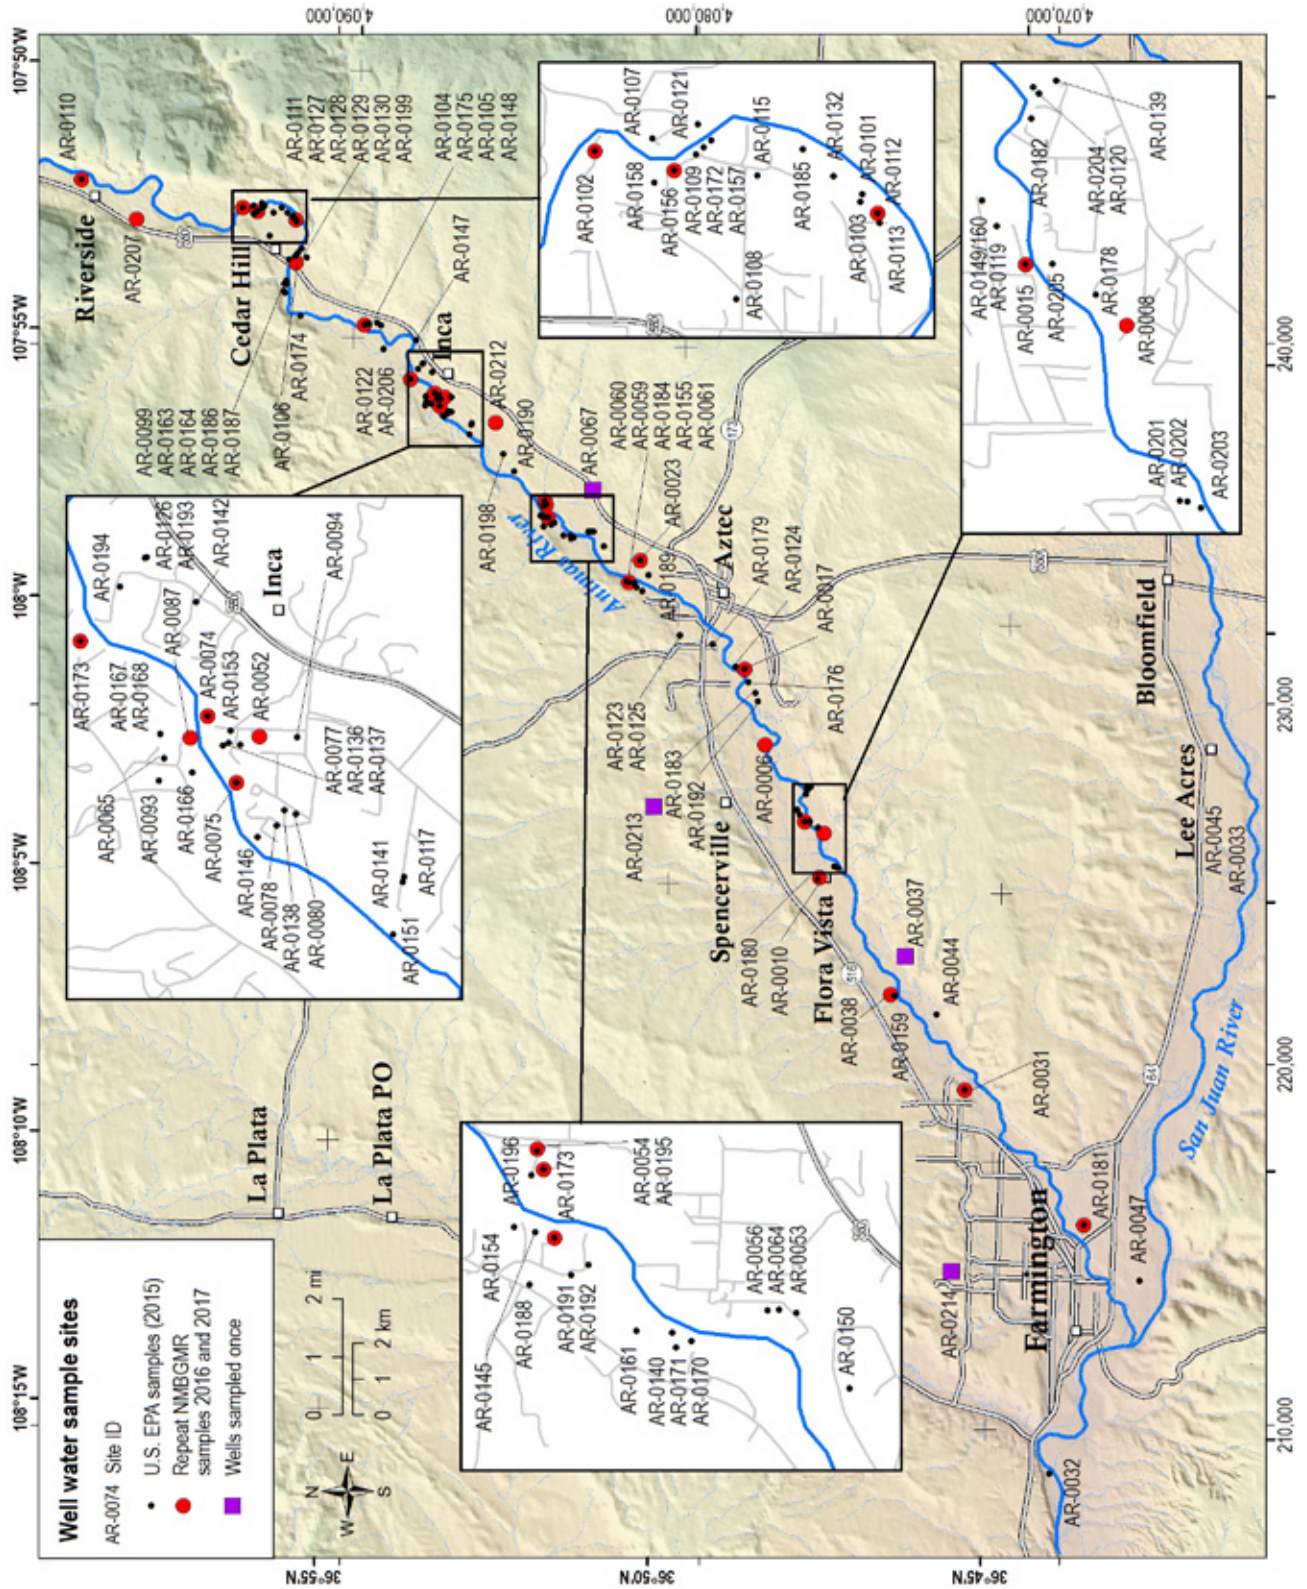 Well water sample sites
AR-0074 Site ID
U.S. EPA samples (2015)
Repeat NMBGMR
samples 2016 and 2017
Wells sampled once
N
W
E
S
0
1
2 mi
0
1
2 km
108°15'W
108°10'W
108°5'W
108°0'W
107°55'W
107°50'W
36°55'N
36°50'N
36°45'N
4,090,000
4,080,000
4,070,000
210,000
220,000
230,000
240,000
La Plata
La Plata PO
Riverside
AR-0110
AR-0207
Cedar Hill
AR-0111
AR-0127
AR-0128
AR-0129
AR-0130
AR-0199
AR-0104
AR-0175
AR-0105
AR-0148
AR-0147
AR-0099
AR-0163
AR-0164
AR-0186
AR-0187
AR-0106
AR-0174
AR-0122
AR-0206
Inca
AR-0212
AR-0190
AR-0198
AR-0067
AR-0060
AR-0059
AR-0184
AR-0155
AR-0061
AR-0023
Animas River
AR-0189
Aztec
AR-0179
AR-0124
AR-0017
AR-0123
AR-0125
AR-0176
AR-0183
AR-0192
AR-0213
AR-0006
Spencerville
AR-0180
AR-0010
Flora Vista
AR-0037
AR-0044
AR-0038
AR-0159
AR-0031
AR-0181
AR-0047
AR-0214
Farmington
AR-0032
San Juan River
Lee Acres
AR-0045
AR-0033
Bloomfield
550
173
550
516
64
AR-0173
AR-0194
AR-0126
AR-0193
AR-0142
AR-0167
AR-0168
AR-0087
AR-0074
AR-0153
AR-0052
AR-0094
Inca
550
AR-0065
AR-0093
AR-0166
AR-0075
AR-0077
AR-0136
AR-0137
AR-0146
AR-0078
AR-0138
AR-0080
AR-0141
AR-0117
AR-0151
AR-0196
AR-0173
AR-0054
AR-0195
AR-0154
AR-0145
AR-0188
AR-0191
AR-0192
AR-0161
AR-0140
AR-0171
AR-0170
AR-0056
AR-0064
AR-0053
AR-0150
550
AR-0107
AR-0121
AR-0102
AR-0158
AR-0156
AR-0109
AR-0172
AR-0157
AR-0115
AR-0132
AR-0185
AR-0101
AR-0112
AR-0108
AR-0103
AR-0113
550
AR-0139
AR-0182
AR-0204
AR-0120
AR-0149/160
AR-0119
AR-0015
AR-0205
AR-0178
AR-0008
AR-0201
AR-0202
AR-0203